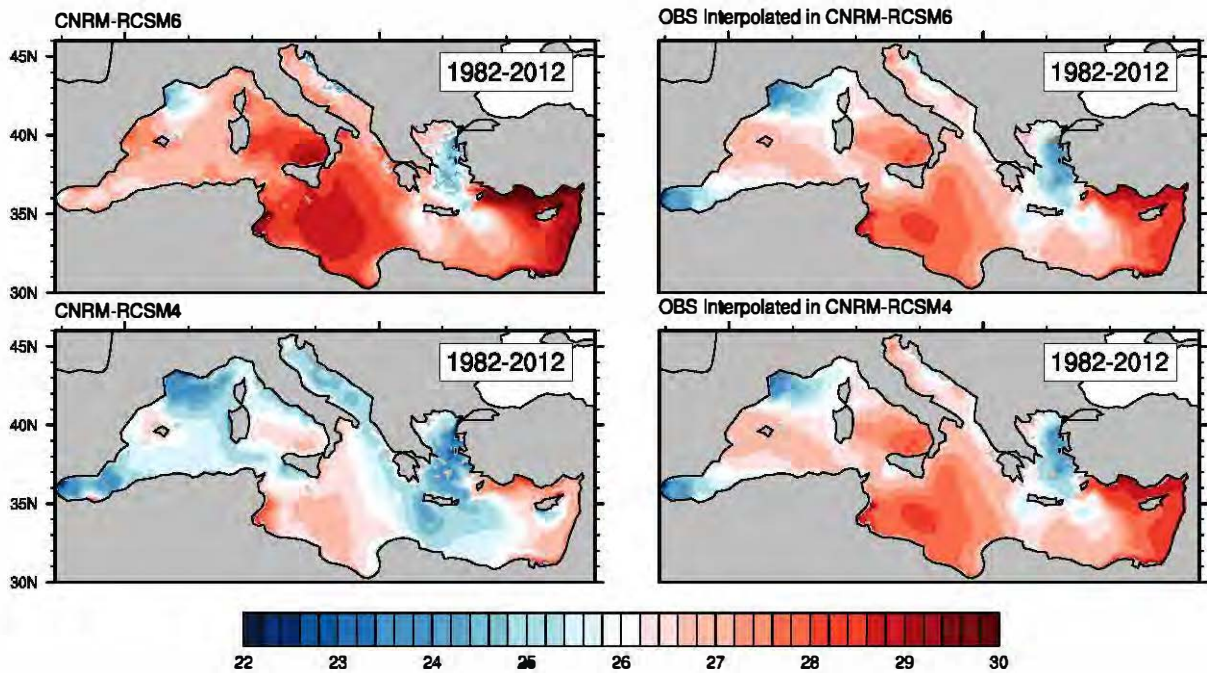 CNRM-RCSM6
OBS Interpolated in CNRM-RCSM6
45N
40N
35N
30N
1982-2012
1982-2012
CNRM-RCSM4
OBS Interpolated in CNRM-RCSM4
45N
40N
35N
30N
1982-2012
1982-2012
22 23 24 25 26 27 28 29 30